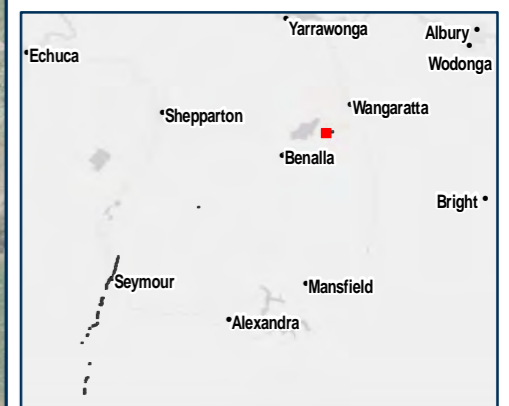 Yarrawonga
Albury
Echuca
Wodonga
Wangaratta
Shepparton
Benalla
Bright
Seymour
Mansfield
Alexandra